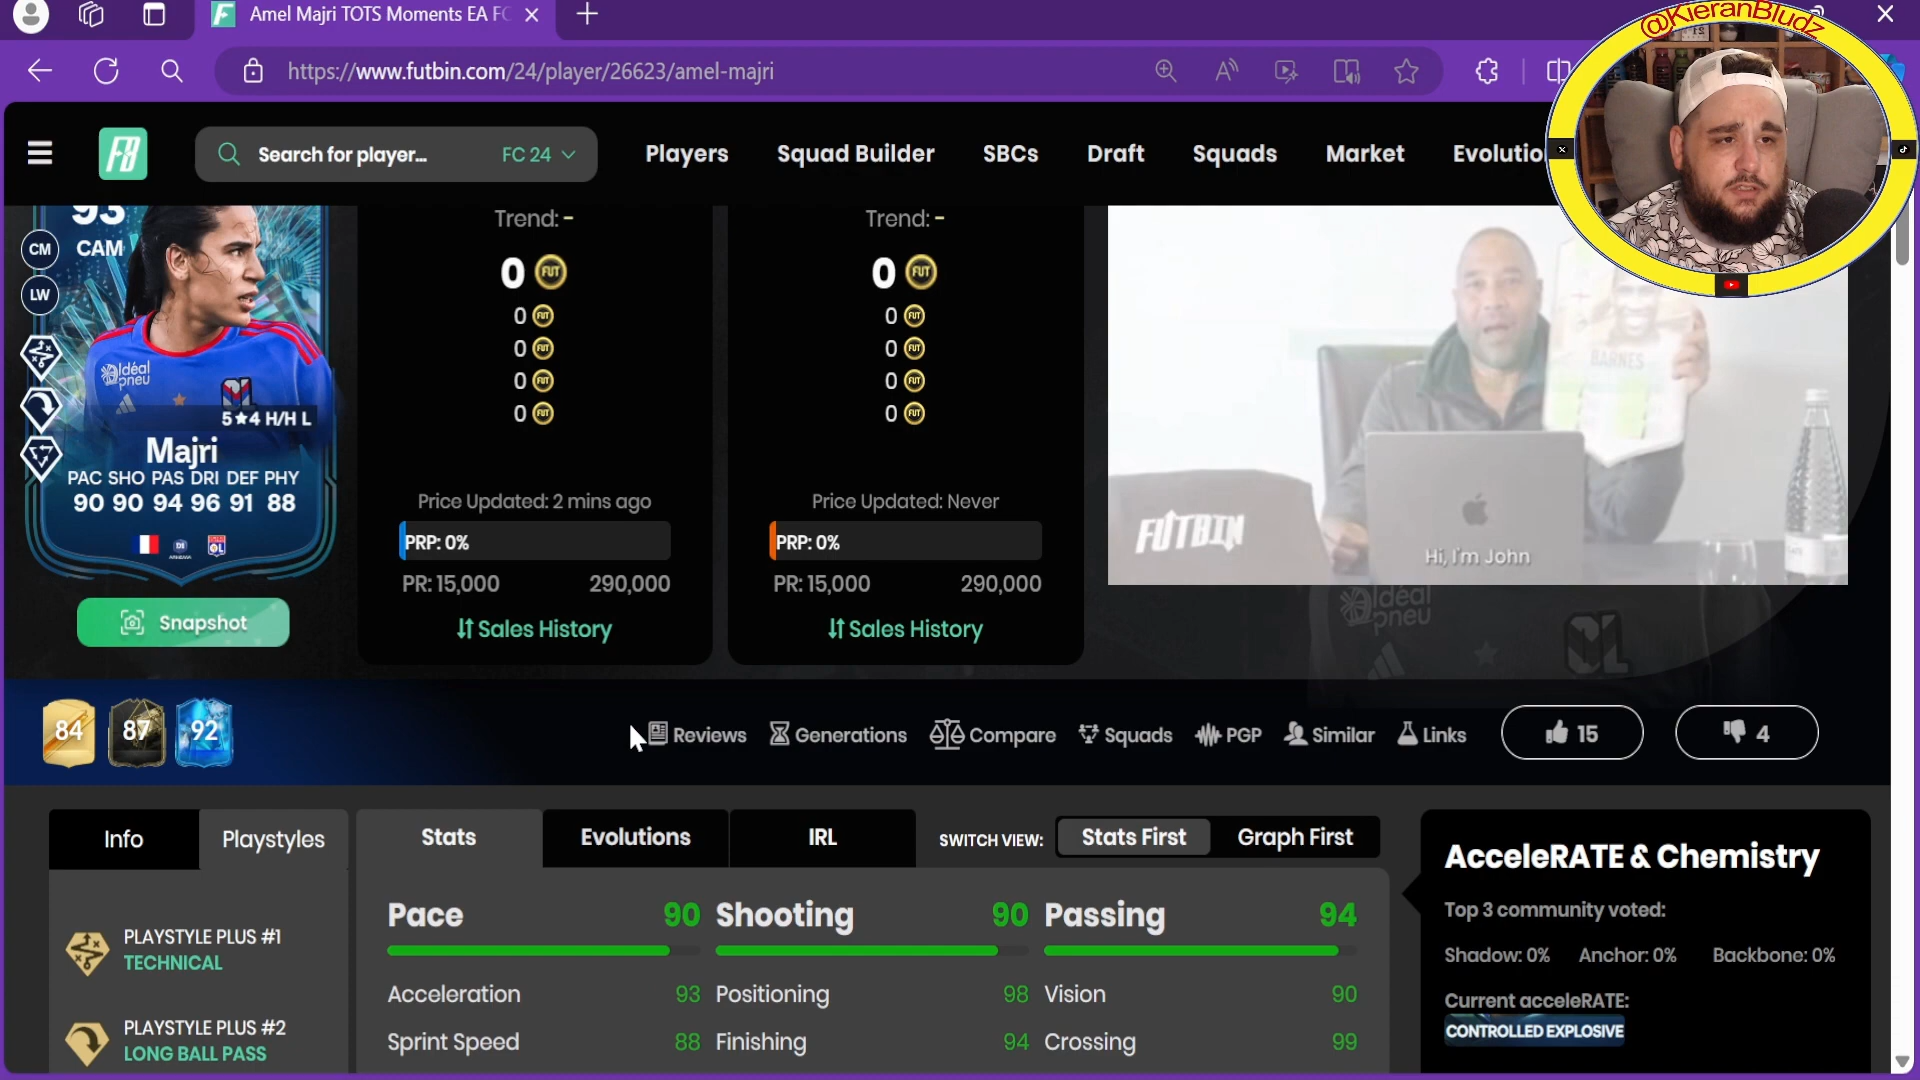 Amel Majri TOTS Moments EA FC
https://www.futbin.com/24/player/26623/amel-majri
@KieranBludz
Search for player...
FC 24
Players
Squad Builder
SBCs
Draft
Squads
Market
Evolutio
93
CAM
CM
LW
Idéal
pneu
5★4 H/H L
Majri
PAC SHO PAS DRI DEF PHY
90 90 94 96 91 88
Snapshot
Trend: -
0 FUT
0
0
0
0
Price Updated: 2 mins ago
PRP: 0%
PR: 15,000
290,000
Sales History
Trend: -
0 FUT
0
0
0
0
Price Updated: Never
PRP: 0%
PR: 15,000
290,000
Sales History
BARNES
FUTBIN
Hi, I'm John
Idéal
pneu
84
87
92
Reviews
Generations
Compare
Squads
PGP
Similar
Links
15
4
Info
Playstyles
PLAYSTYLE PLUS #1
TECHNICAL
PLAYSTYLE PLUS #2
LONG BALL PASS
Stats
Evolutions
IRL
SWITCH VIEW:
Stats First
Graph First
Pace 90
Acceleration 93
Sprint Speed 88
Shooting 90
Positioning 98
Finishing 94
Passing 94
Vision 90
Crossing 99
AcceleRATE & Chemistry
Top 3 community voted:
Shadow: 0%
Anchor: 0%
Backbone: 0%
Current acceleRATE:
CONTROLLED EXPLOSIVE